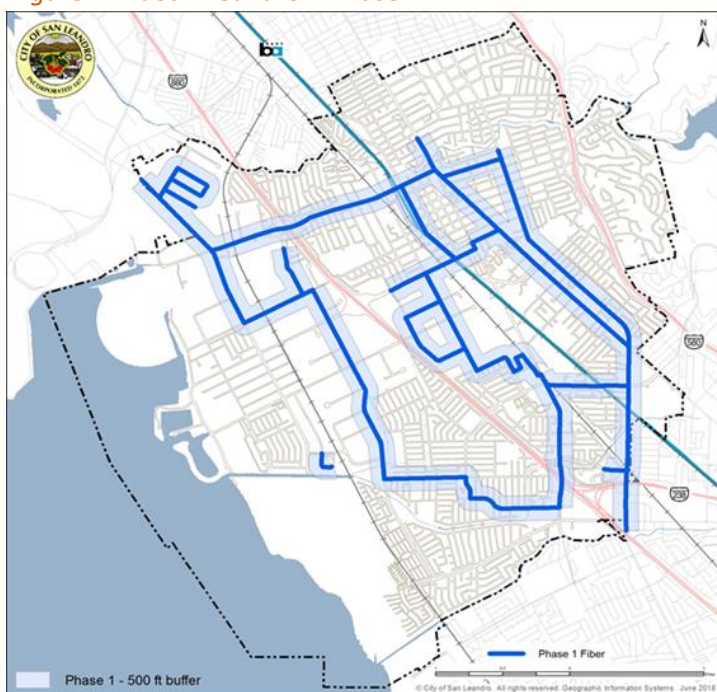 CITY OF SAN LEANDRO
INCORPORATED 1872
880
ba
N
580
238
Phase 1 Fiber
Phase 1 - 500 ft buffer
© City of San Leandro. All rights reserved. Geographic Information Systems. June 2018